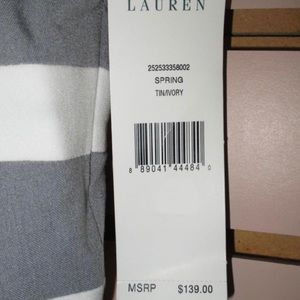 LAUREN
252533358002
SPRING
TIN/IVORY
8 89041 44484 0
MSRP $139.00